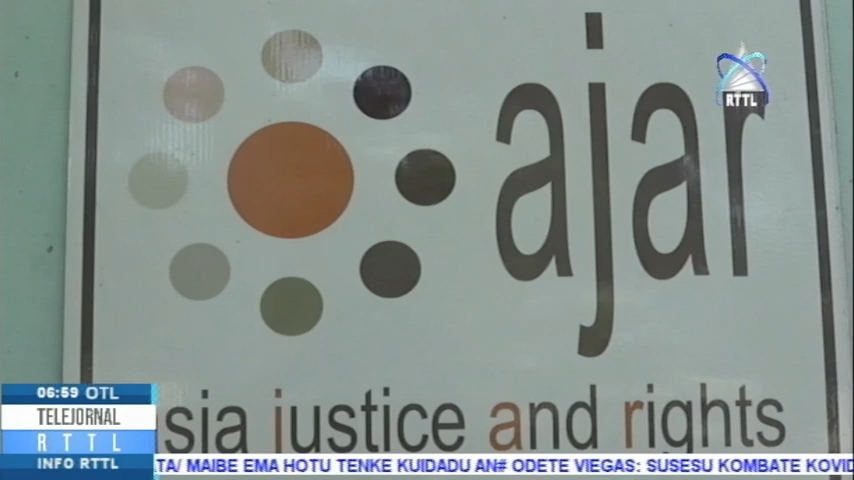 ajar
RTTL
sia justice and rights
06:59 OTL
TELEJORNAL
RTTL
INFO RTTL
TA/ MAIBE EMA HOTU TENKE KUIDADU AN# ODETE VIEGAS: SUSESU KOMBATE KOVID